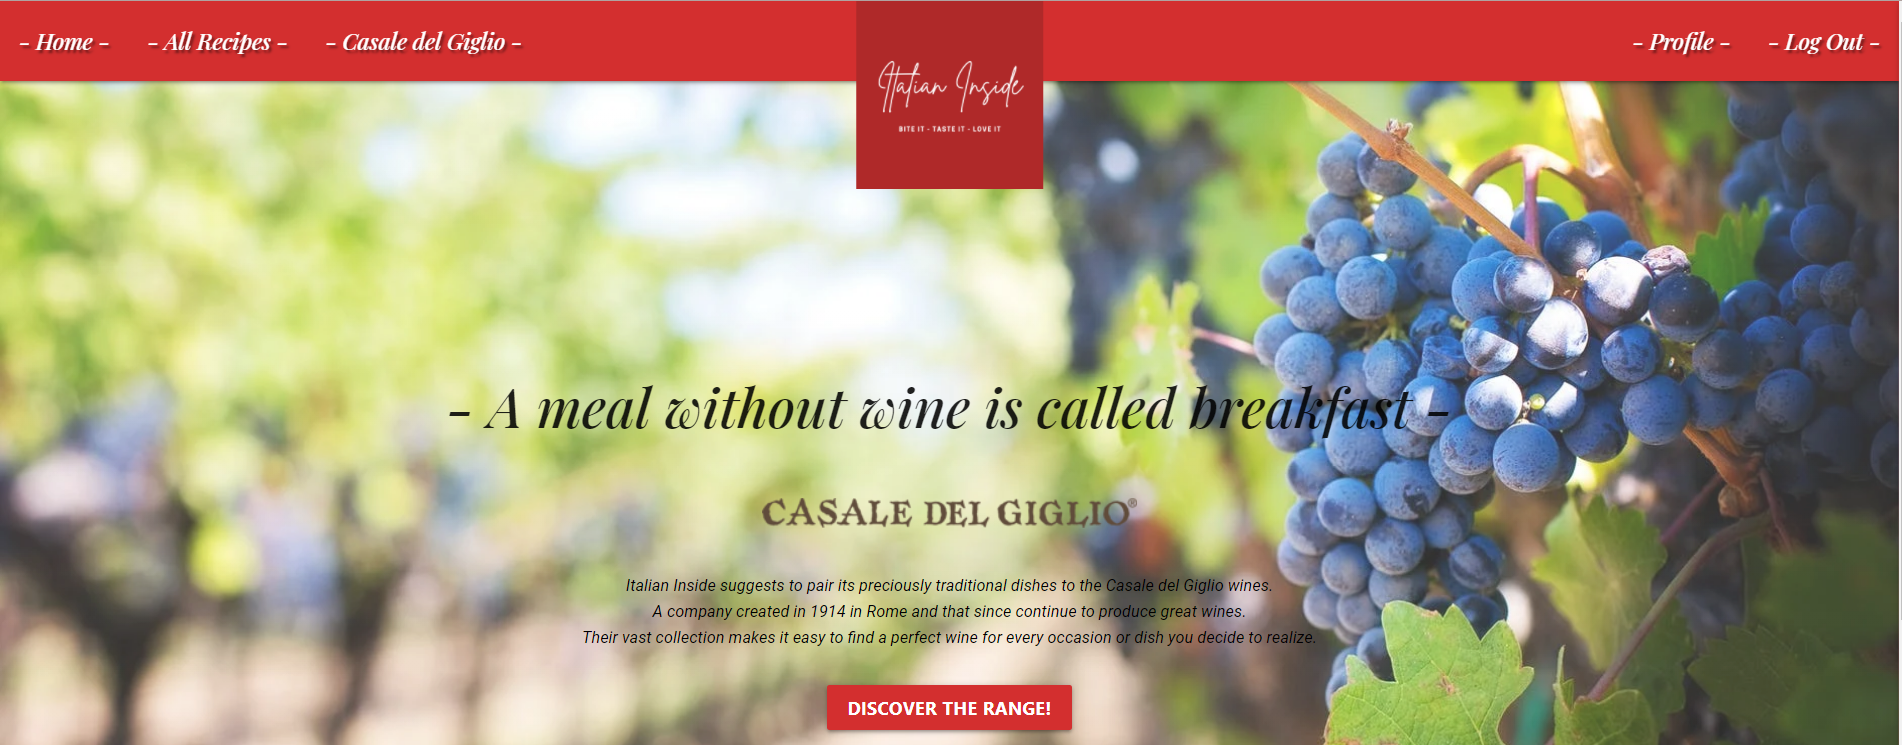 - Home -
- All Recipes -
- Casale del Giglio -
Italian Inside
BITE IT - TASTE IT - LOVE IT
- Profile -
- Log Out -
- A meal without wine is called breakfast -
CASALE DEL GIGLIO®
Italian Inside suggests to pair its preciously traditional dishes to the Casale del Giglio wines.
A company created in 1914 in Rome and that since continue to produce great wines.
Their vast collection makes it easy to find a perfect wine for every occasion or dish you decide to realize.
DISCOVER THE RANGE!